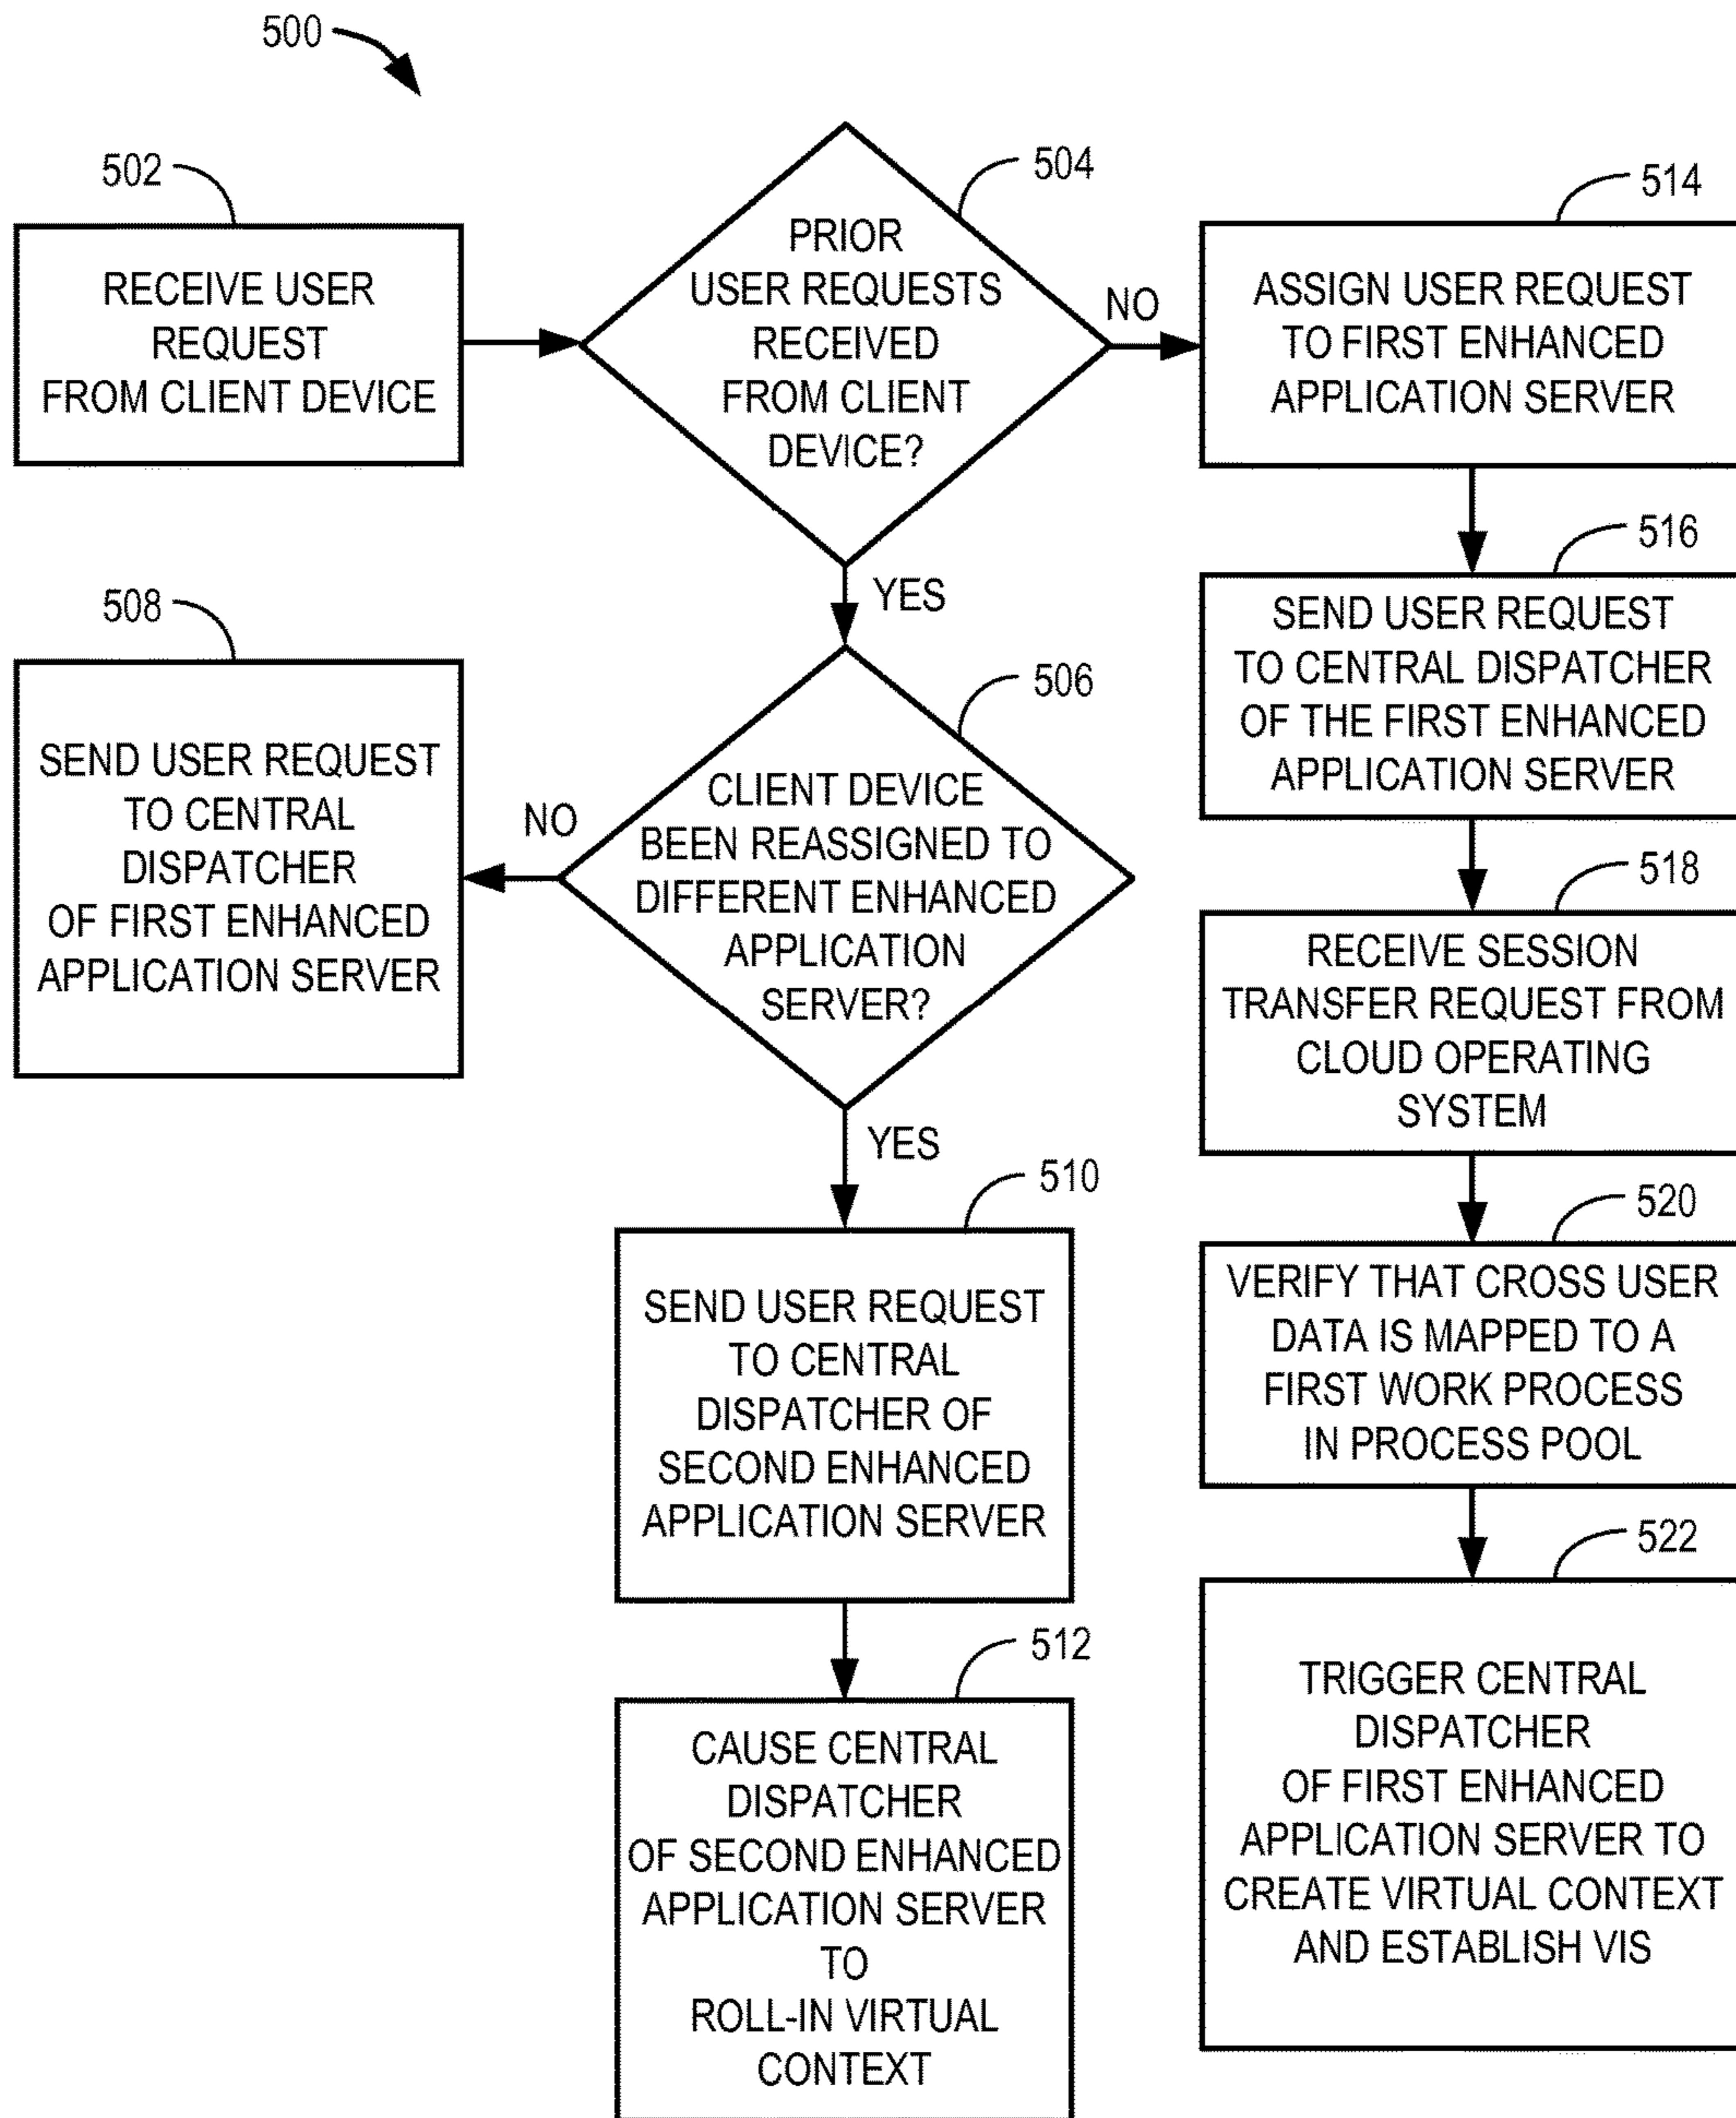 500
502
RECEIVE USER
REQUEST
FROM CLIENT DEVICE
504
PRIOR
USER REQUESTS
RECEIVED
FROM CLIENT
DEVICE?
NO
YES
514
ASSIGN USER REQUEST
TO FIRST ENHANCED
APPLICATION SERVER
516
SEND USER REQUEST
TO CENTRAL DISPATCHER
OF THE FIRST ENHANCED
APPLICATION SERVER
508
SEND USER REQUEST
TO CENTRAL
DISPATCHER
OF FIRST ENHANCED
APPLICATION SERVER
506
CLIENT DEVICE
BEEN REASSIGNED TO
DIFFERENT ENHANCED
APPLICATION
SERVER?
NO
YES
518
RECEIVE SESSION
TRANSFER REQUEST FROM
CLOUD OPERATING
SYSTEM
510
SEND USER REQUEST
TO CENTRAL
DISPATCHER OF
SECOND ENHANCED
APPLICATION SERVER
520
VERIFY THAT CROSS USER
DATA IS MAPPED TO A
FIRST WORK PROCESS
IN PROCESS POOL
512
CAUSE CENTRAL
DISPATCHER
OF SECOND ENHANCED
APPLICATION SERVER
TO
ROLL-IN VIRTUAL
CONTEXT
522
TRIGGER CENTRAL
DISPATCHER
OF FIRST ENHANCED
APPLICATION SERVER TO
CREATE VIRTUAL CONTEXT
AND ESTABLISH VIS